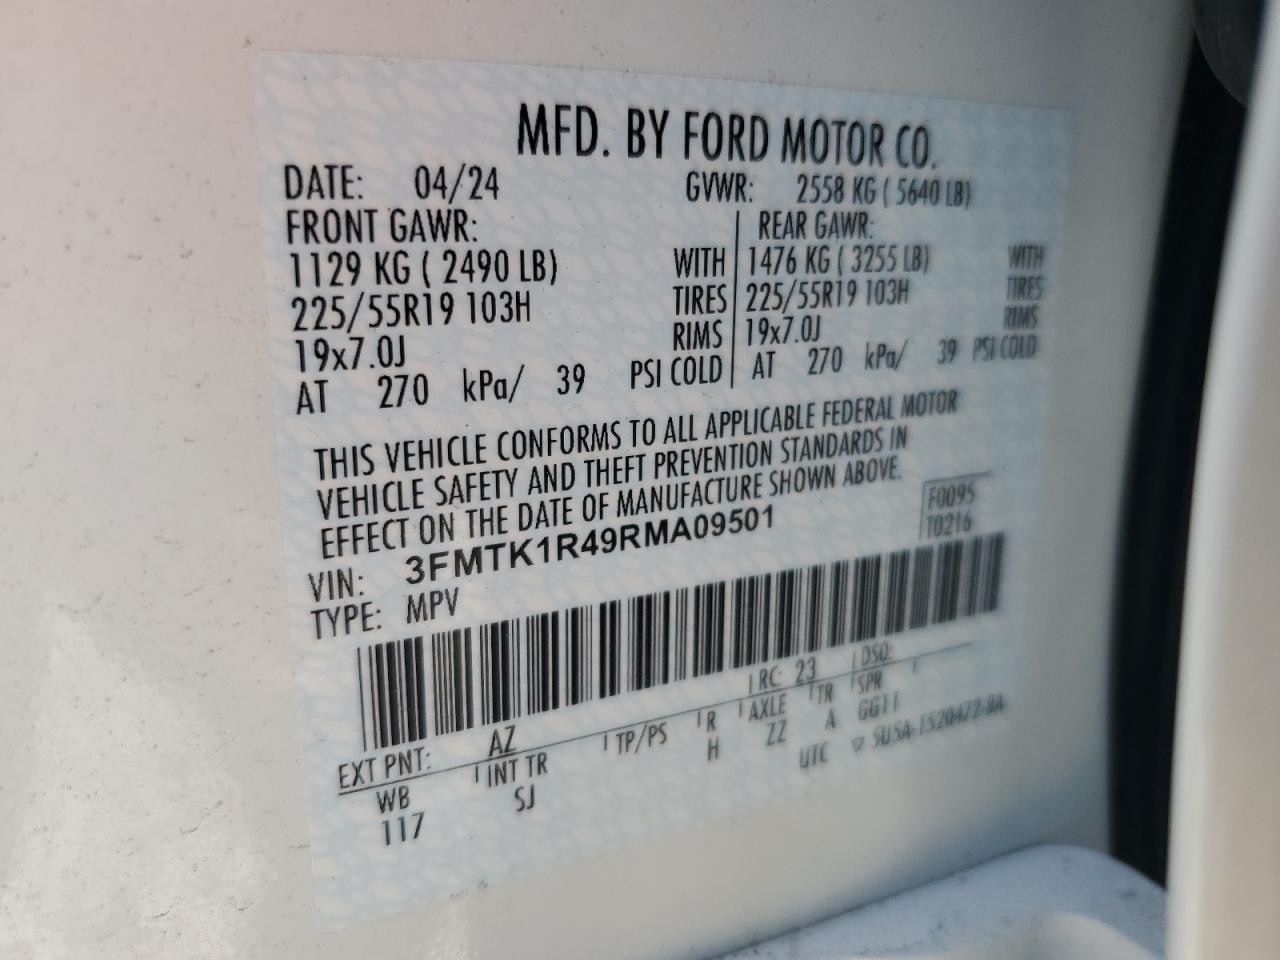 MFD. BY FORD MOTOR CO.
DATE: 04/24 GVWR: 2558 KG ( 5640 LB)
FRONT GAWR: REAR GAWR:
1129 KG ( 2490 LB) WITH 1476 KG ( 3255 LB) WITH
225/55R19 103H TIRES 225/55R19 103H TIRES
19x7.0J RIMS 19x7.0J RIMS
AT 270 kPa/ 39 PSI COLD AT 270 kPa/ 39 PSI COLD
THIS VEHICLE CONFORMS TO ALL APPLICABLE FEDERAL MOTOR
VEHICLE SAFETY AND THEFT PREVENTION STANDARDS IN
EFFECT ON THE DATE OF MANUFACTURE SHOWN ABOVE.
F0095
T0216
VIN: 3FMTK1R49RMA09501
TYPE: MPV
EXT PNT: AZ RC: 23 DSO:
WB INT TR TP/PS R AXLE TR SPR
117 SJ H ZZ A GG11
UTC ▽ 5U5A-1520472-BA